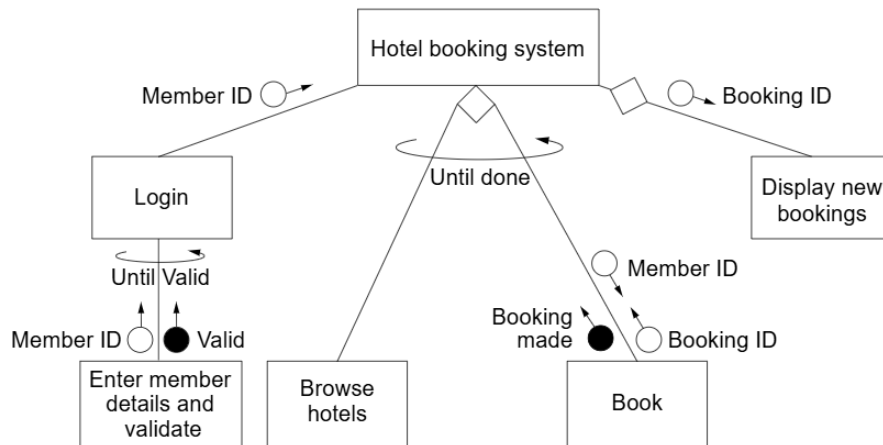 Hotel booking system
Member ID
Booking ID
Login
Until done
Display new
bookings
Until Valid
Member ID
Member ID
Valid
Booking
made
Booking ID
Enter member
details and
validate
Browse
hotels
Book